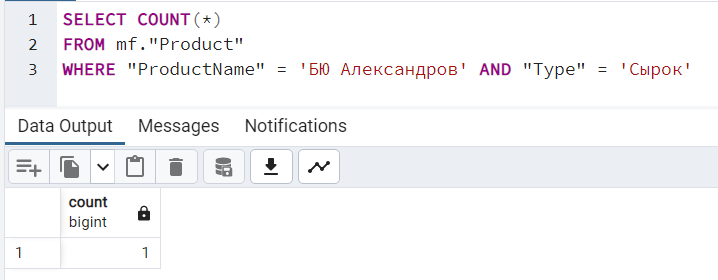 1 SELECT COUNT(*)
2 FROM mf."Product"
3 WHERE "ProductName" = 'БЮ Александров' AND "Type" = 'Сырок'
Data Output Messages Notifications
count
bigint
1 1